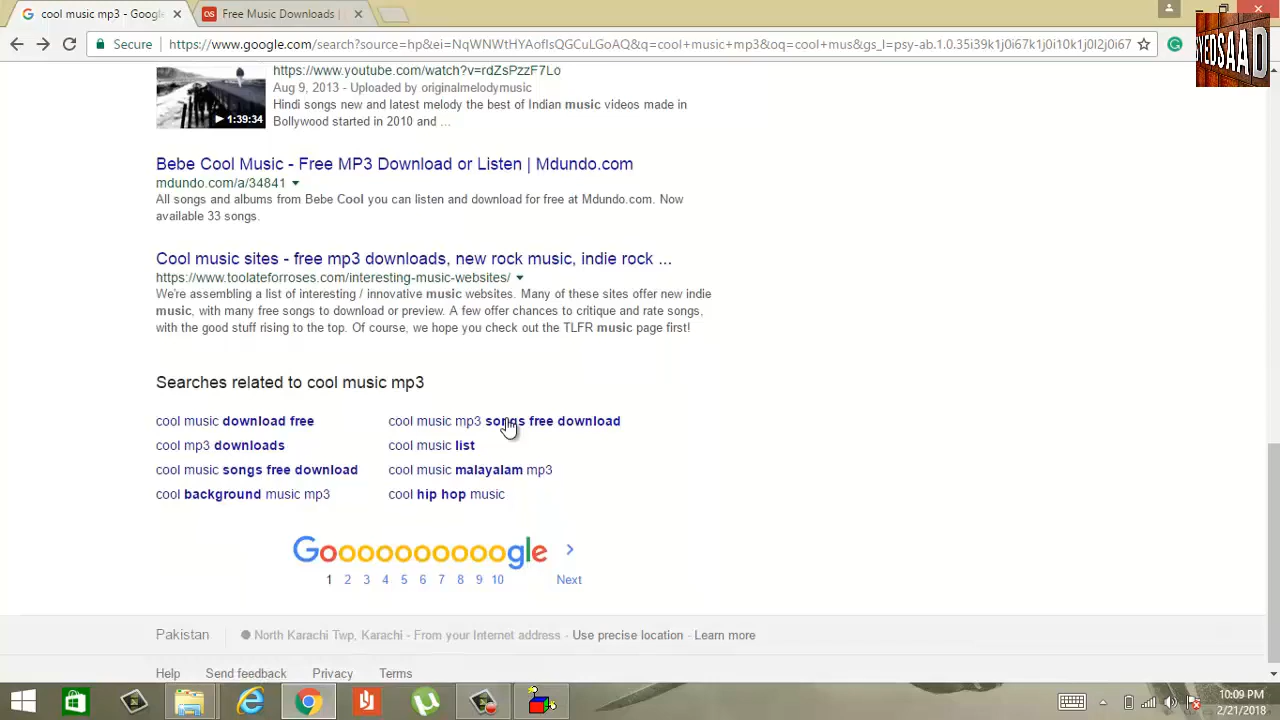 cool music mp3 - Googl
Free Music Downloads |
Secure
https://www.google.com/search?source=hp&ei=NqWNWtHYAofIsQGCuLGoAQ&q=cool+music+mp3&oq=cool+mus&gs_l=psy-ab.1.0.35i39k1j0i67k1j0i10k1j0l2j0i67
SYEDSAAD
https://www.youtube.com/watch?v=rdZsPzzF7Lo
Aug 9, 2013 - Uploaded by originalmelodymusic
Hindi songs new and latest melody the best of Indian music videos made in
1:39:34
Bollywood started in 2010 and ...
Bebe Cool Music - Free MP3 Download or Listen | Mdundo.com
mdundo.com/a/34841
All songs and albums from Bebe Cool you can listen and download for free at Mdundo.com. Now
available 33 songs.
Cool music sites - free mp3 downloads, new rock music, indie rock ...
https://www.toolateforroses.com/interesting-music-websites/
We're assembling a list of interesting / innovative music websites. Many of these sites offer new indie
music, with many free songs to download or preview. A few offer chances to critique and rate songs,
with the good stuff rising to the top. Of course, we hope you check out the TLFR music page first!
Searches related to cool music mp3
cool music download free
cool music mp3 songs free download
cool mp3 downloads
cool music list
cool music songs free download
cool music malayalam mp3
cool background music mp3
cool hip hop music
Goooooooooogle
1 2 3 4 5 6 7 8 9 10 Next
Pakistan
North Karachi Twp, Karachi - From your Internet address - Use precise location - Learn more
Help Send feedback Privacy Terms
10:09 PM
2/21/2018